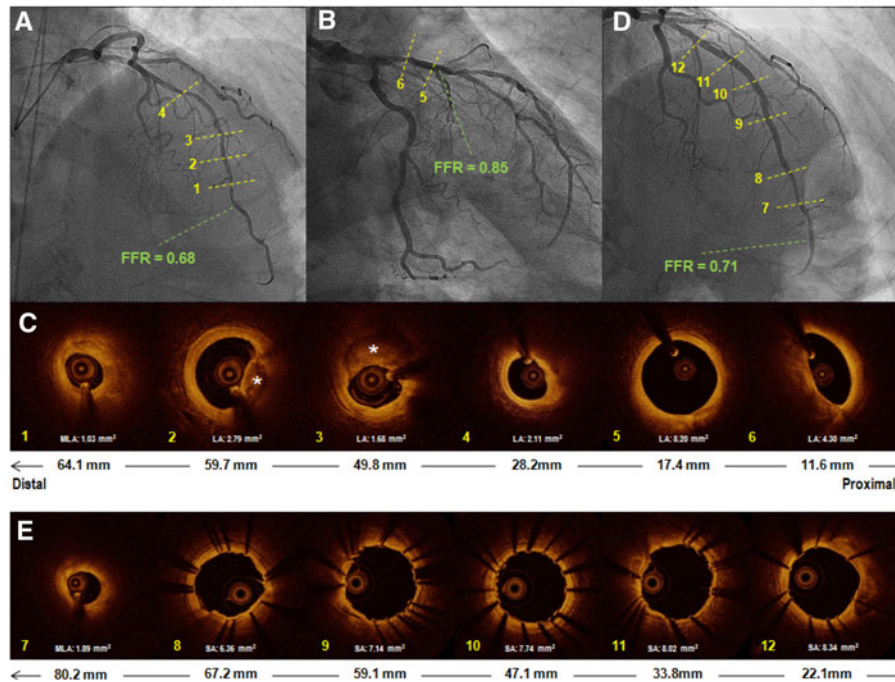 A
B
D
4
3
2
1
FFR = 0.68
6
5
FFR = 0.85
12
11
10
9
8
7
FFR = 0.71
C
*
*
1 MLA: 1.03 mm² 2 LA: 2.79 mm² 3 LA: 1.68 mm² 4 LA: 2.11 mm² 5 LA: 8.20 mm² 6 LA: 4.30 mm²
64.1 mm 59.7 mm 49.8 mm 28.2mm 17.4 mm 11.6 mm
Distal Proximal
E
7 MLA: 1.89 mm² 8 SA: 6.36 mm² 9 SA: 7.14 mm² 10 SA: 7.74 mm² 11 SA: 8.02 mm² 12 SA: 8.34 mm²
80.2 mm 67.2 mm 59.1 mm 47.1mm 33.8mm 22.1mm